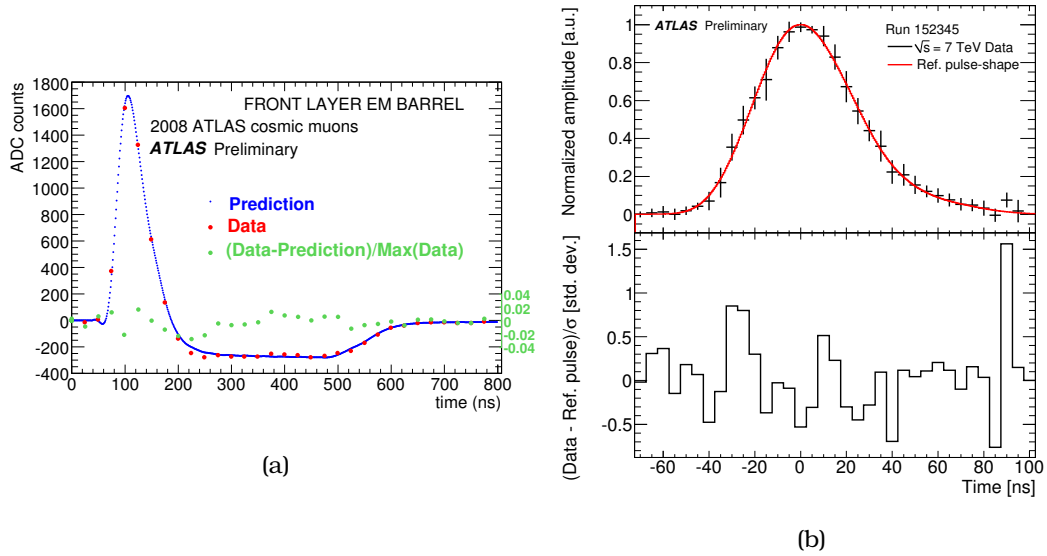 ADC counts
1800
1600
1400
1200
1000
800
600
400
200
0
-200
-400
FRONT LAYER EM BARREL
2008 ATLAS cosmic muons
ATLAS Preliminary
Prediction
Data
(Data-Prediction)/Max(Data)
0.04
0.02
0
-0.02
-0.04
0 100 200 300 400 500 600 700 800
time (ns)
(a)
Normalized amplitude [a.u.]
1
0.8
0.6
0.4
0.2
0
ATLAS Preliminary
Run 152345
√s = 7 TeV Data
Ref. pulse-shape
(Data - Ref. pulse)/σ [std. dev.]
1.5
1
0.5
0
-0.5
-60 -40 -20 0 20 40 60 80 100
Time [ns]
(b)